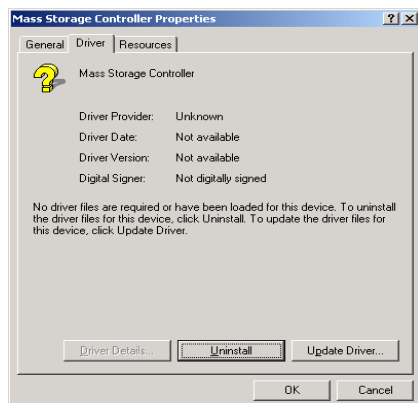 Mass Storage Controller Properties
General Driver Resources
Mass Storage Controller
Driver Provider: Unknown
Driver Date: Not available
Driver Version: Not available
Digital Signer: Not digitally signed
No driver files are required or have been loaded for this device. To uninstall
the driver files for this device, click Uninstall. To update the driver files for
this device, click Update Driver.
Driver Details... Uninstall Update Driver...
OK Cancel